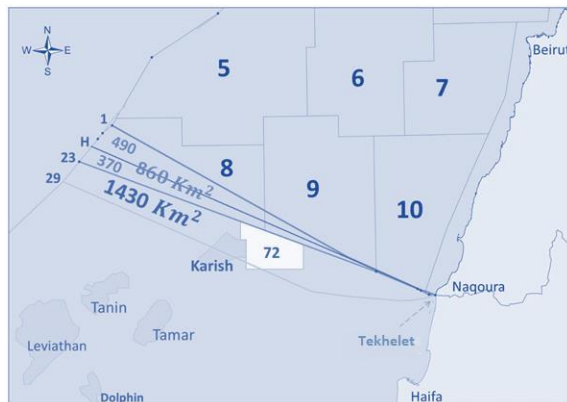 N
W E
S
5
6
7
Beirut
1
490
H
860 Km²
8
9
10
23
370
29
1430 Km²
72
Karish
Naqoura
Tanin
Tamar
Leviathan
Tekhelet
Dolphin
Haifa